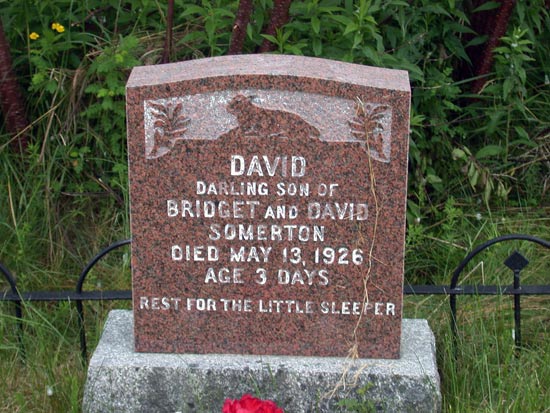 DAVID
DARLING SON OF
BRIDGET AND DAVID
SOMERTON
DIED MAY 13, 1926
AGE 3 DAYS
REST FOR THE LITTLE SLEEPER